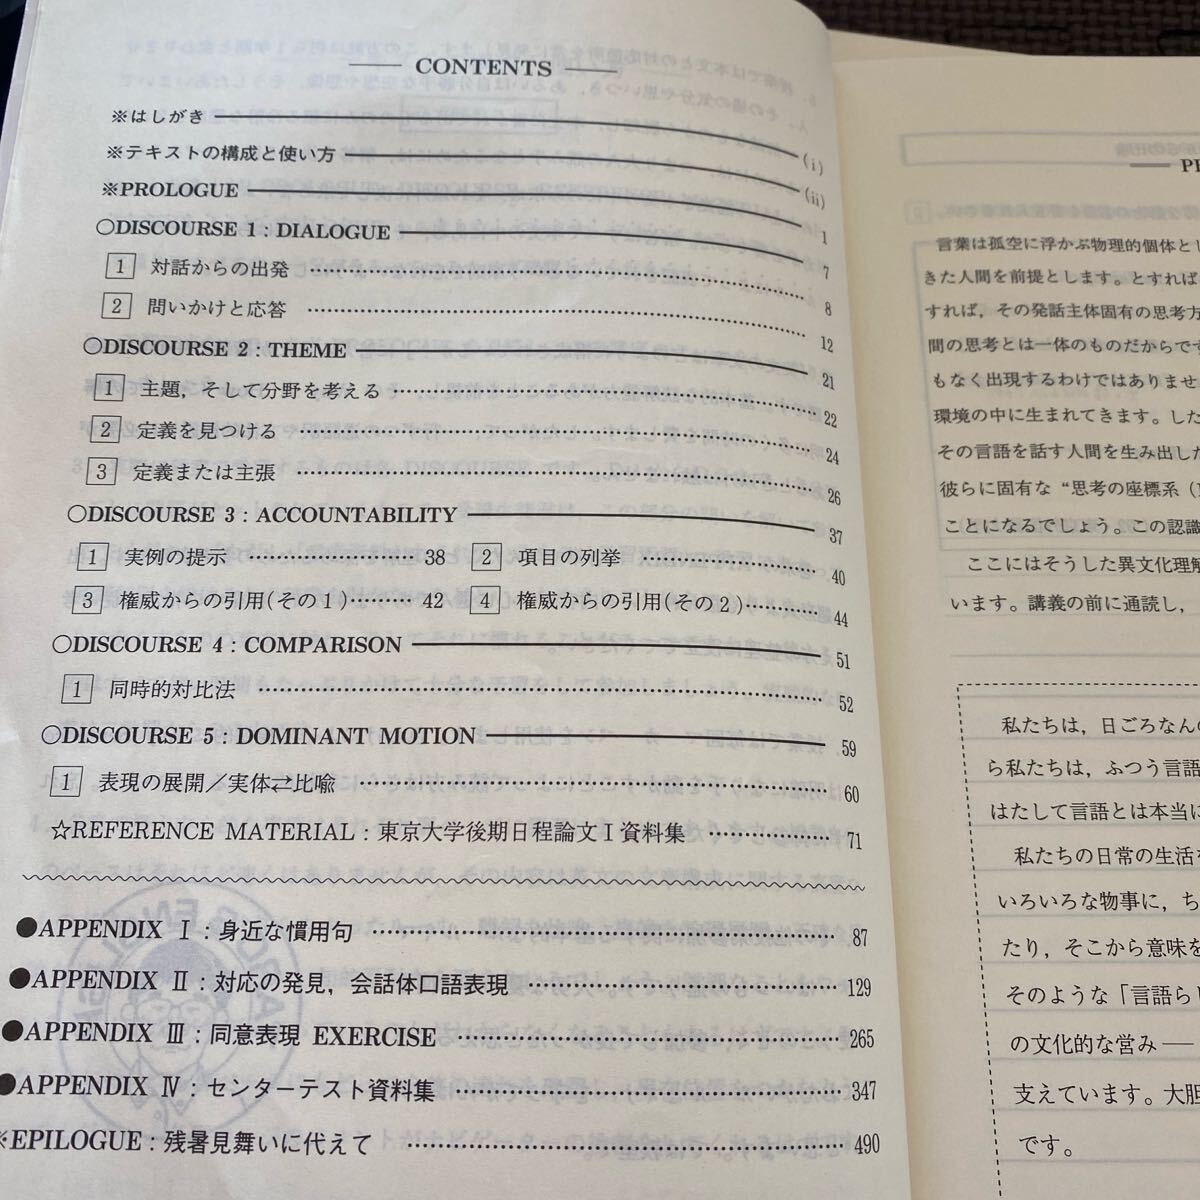 CONTENTS
※はしがき (i)
※テキストの構成と使い方 (ii)
※PROLOGUE 1
○DISCOURSE 1 : DIALOGUE 7
1 対話からの出発 8
2 問いかけと応答 12
○DISCOURSE 2 : THEME 21
1 主題，そして分野を考える 22
2 定義を見つける 24
3 定義または主張 26
○DISCOURSE 3 : ACCOUNTABILITY 37
1 実例の提示 38 2 項目の列挙 40
3 権威からの引用(その1) 42 4 権威からの引用(その2) 44
○DISCOURSE 4 : COMPARISON 51
1 同時的対比法 52
○DISCOURSE 5 : DOMINANT MOTION 59
1 表現の展開／実体⇄比喩 60
☆REFERENCE MATERIAL : 東京大学後期日程論文Ⅰ資料集 71
●APPENDIX Ⅰ : 身近な慣用句 87
●APPENDIX Ⅱ : 対応の発見，会話体口語表現 129
●APPENDIX Ⅲ : 同意表現 EXERCISE 265
●APPENDIX Ⅳ : センターテスト資料集 347
※EPILOGUE : 残暑見舞いに代えて 490
言葉は孤空に浮かぶ物理的個体とし
きた人間を前提とします。とすれば
すれば，その発話主体固有の思考方
間の思考とは一体のものだからです
もなく出現するわけではありませ
環境の中に生まれてきます。した
その言語を話す人間を生み出した
彼らに固有な“思考の座標系（
ことになるでしょう。この認識
ここにはそうした異文化理解
います。講義の前に通読し，
私たちは，日ごろなんの
ら私たちは，ふつう言語
はたして言語とは本当に
私たちの日常の生活を
いろいろな物事に，ち
たり，そこから意味を
そのような「言語らし
の文化的な営み——
支えています。大胆
です。